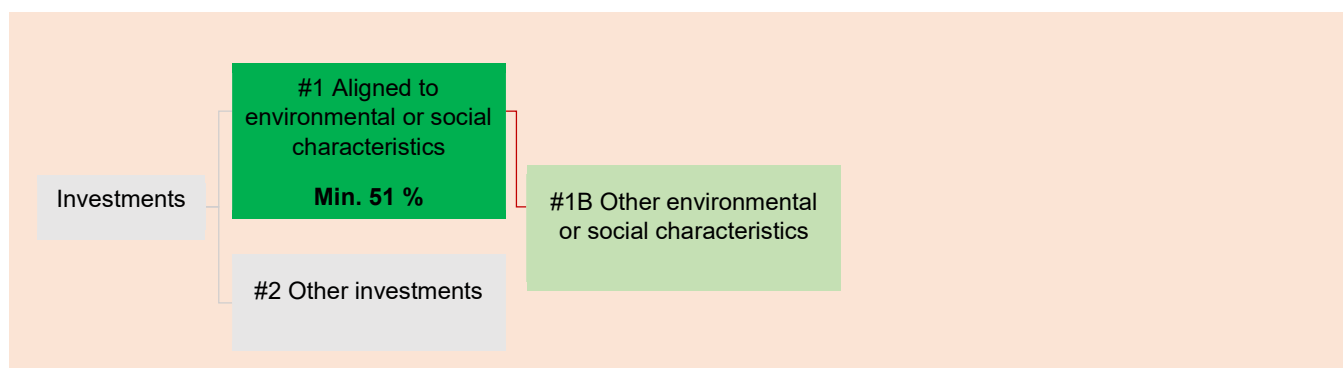 #1 Aligned to
environmental or social
characteristics
Min. 51 %
Investments
#1B Other environmental
or social characteristics
#2 Other investments